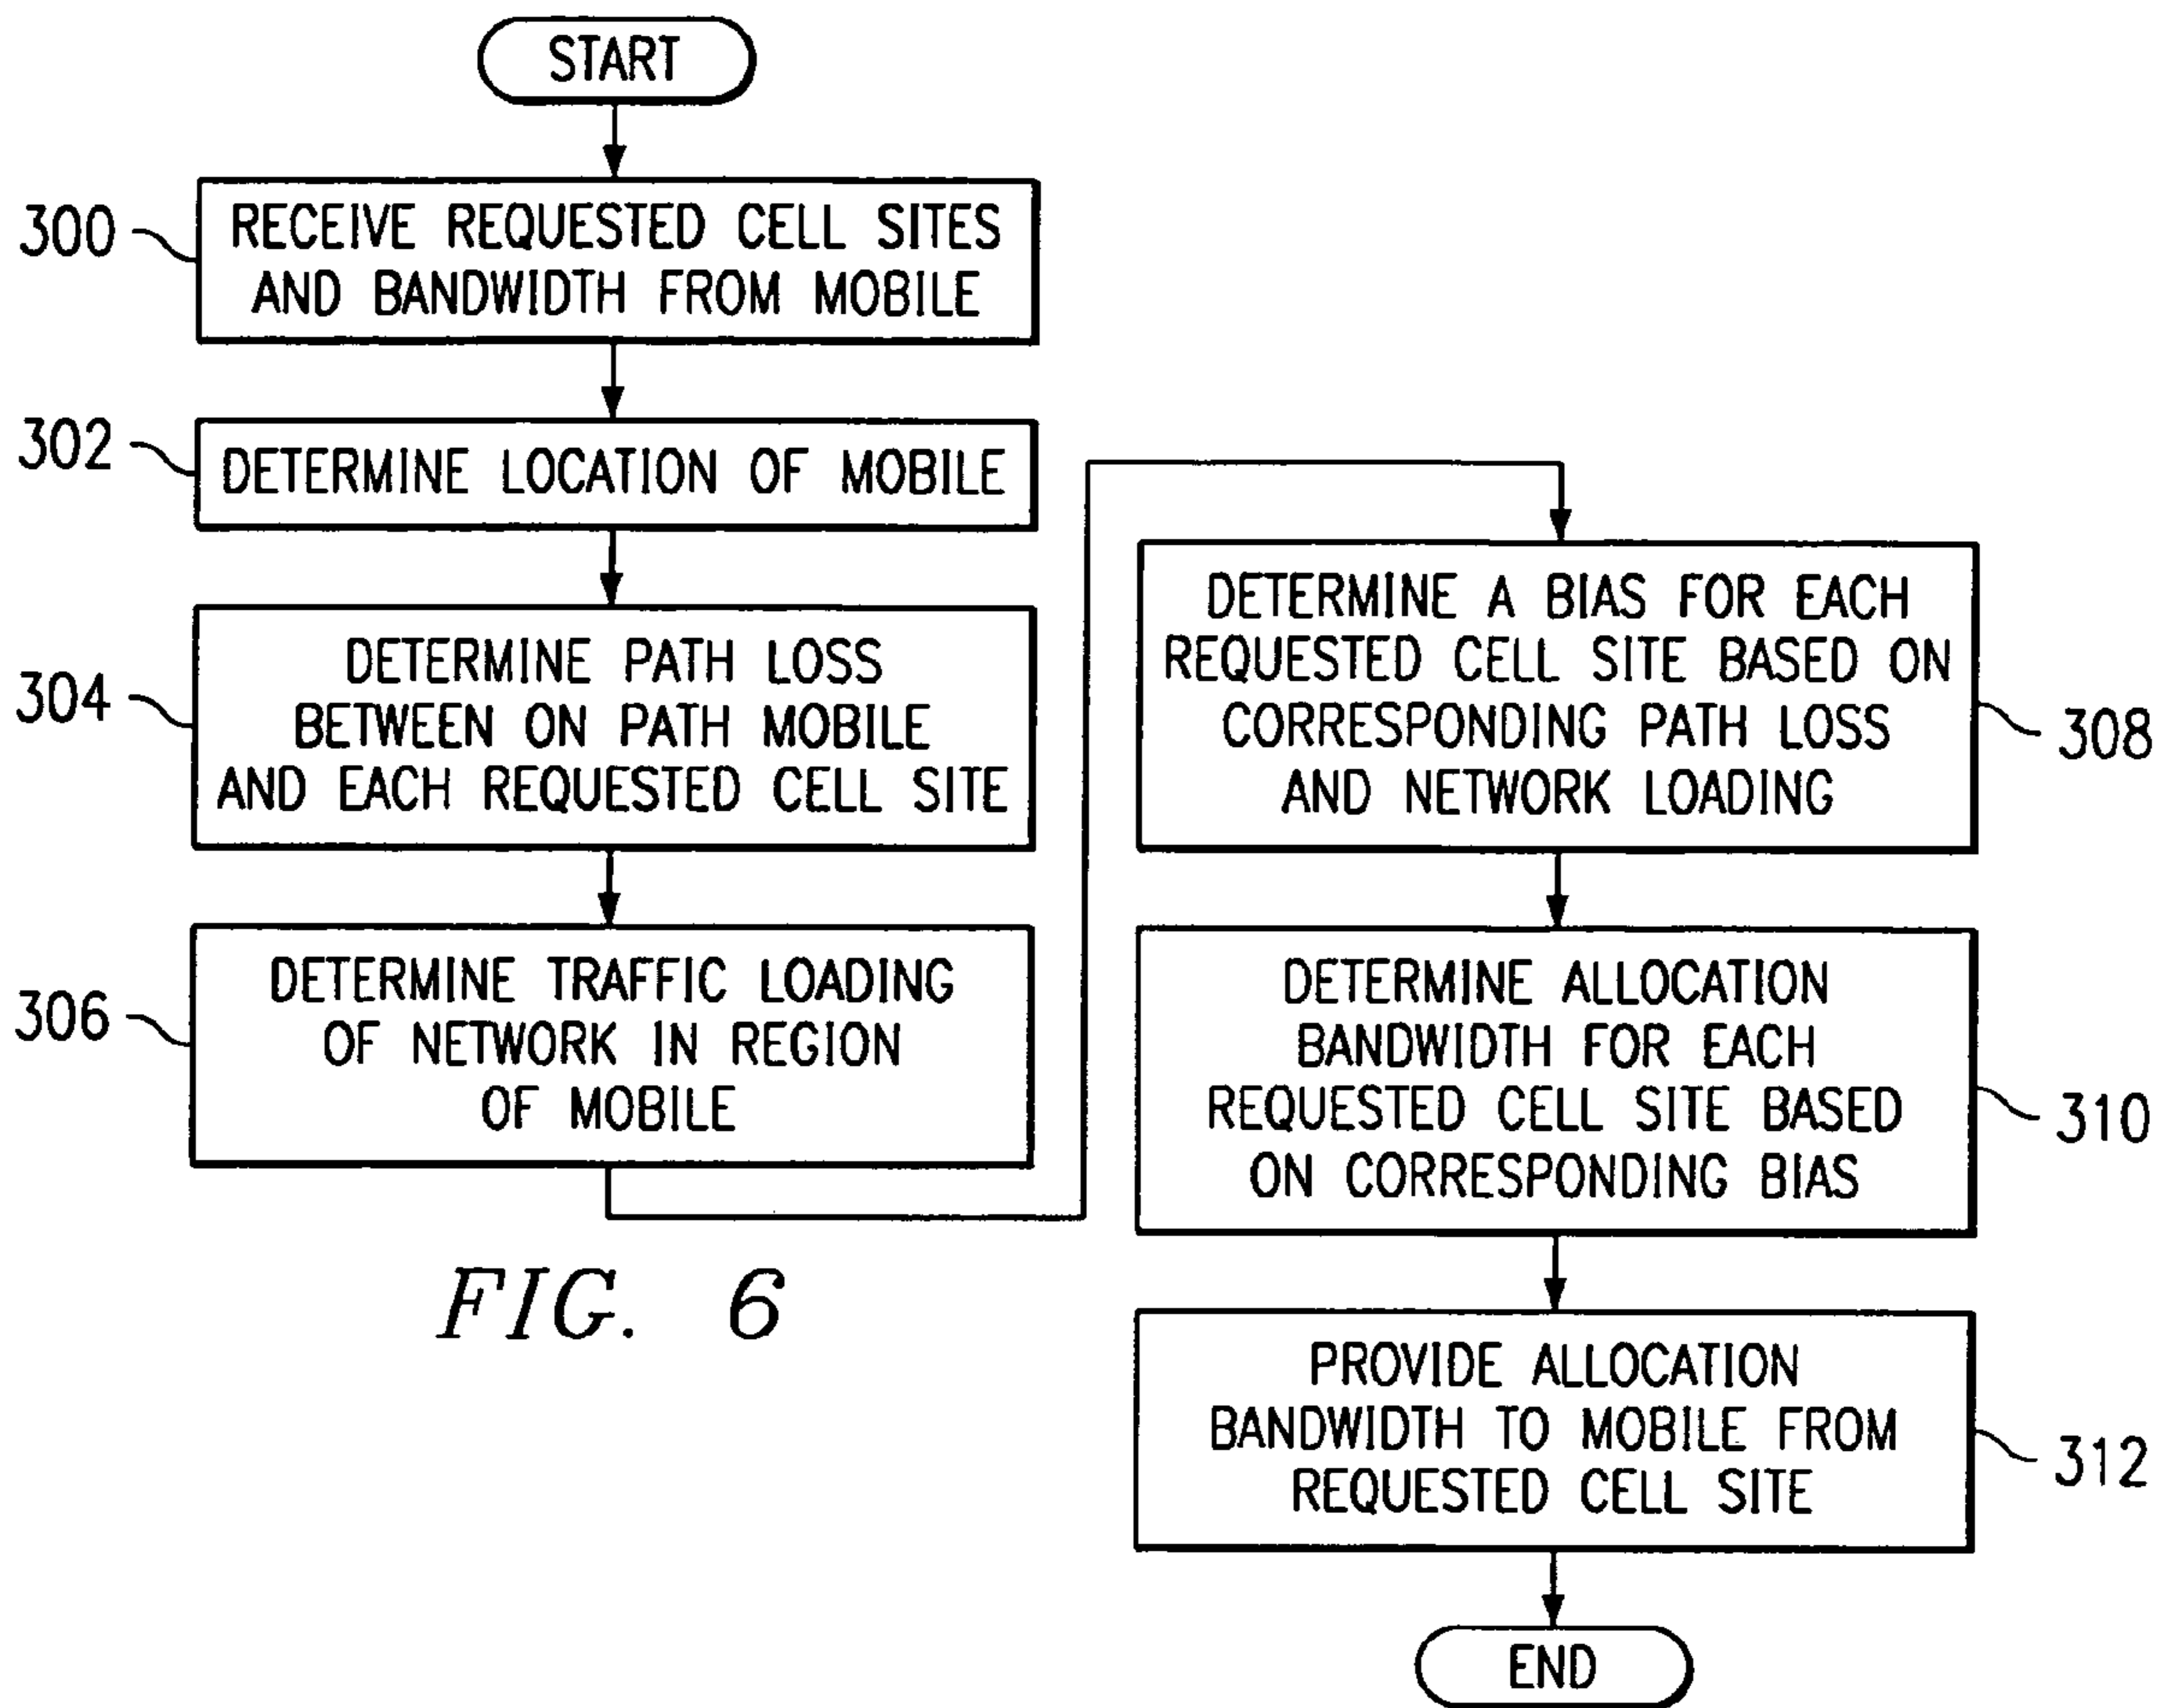 START
300
RECEIVE REQUESTED CELL SITES
AND BANDWIDTH FROM MOBILE
302
DETERMINE LOCATION OF MOBILE
304
DETERMINE PATH LOSS
BETWEEN ON PATH MOBILE
AND EACH REQUESTED CELL SITE
306
DETERMINE TRAFFIC LOADING
OF NETWORK IN REGION
OF MOBILE
DETERMINE A BIAS FOR EACH
REQUESTED CELL SITE BASED ON
CORRESPONDING PATH LOSS
AND NETWORK LOADING
308
DETERMINE ALLOCATION
BANDWIDTH FOR EACH
REQUESTED CELL SITE BASED
ON CORRESPONDING BIAS
310
PROVIDE ALLOCATION
BANDWIDTH TO MOBILE FROM
REQUESTED CELL SITE
312
END
FIG. 6